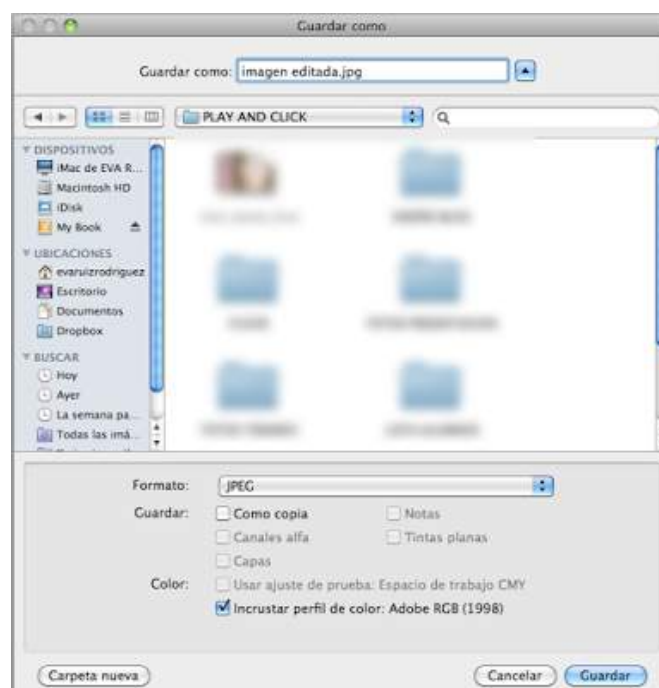 Guardar como
Guardar como: imagen editada.jpg
PLAY AND CLICK
DISPOSITIVOS
iMac de EVA R...
Macintosh HD
iDisk
My Book
UBICACIONES
evaruizrodriguez
Escritorio
Documentos
Dropbox
BUSCAR
Hoy
Ayer
La semana pa...
Todas las imá...
Formato: JPEG
Guardar: Como copia Notas
Canales alfa Tintas planas
Capas
Color: Usar ajuste de prueba: Espacio de trabajo CMY
Incrustar perfil de color: Adobe RGB (1998)
Carpeta nueva Cancelar Guardar